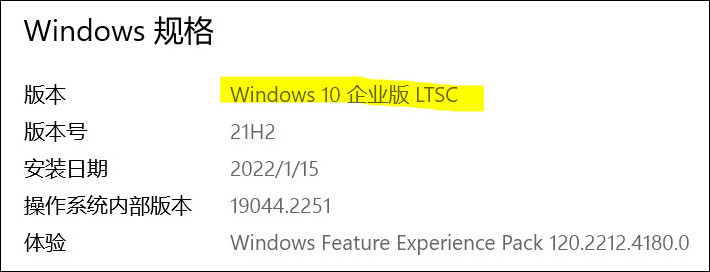 Windows 规格
版本 Windows 10 企业版 LTSC
版本号 21H2
安装日期 2022/1/15
操作系统内部版本 19044.2251
体验 Windows Feature Experience Pack 120.2212.4180.0